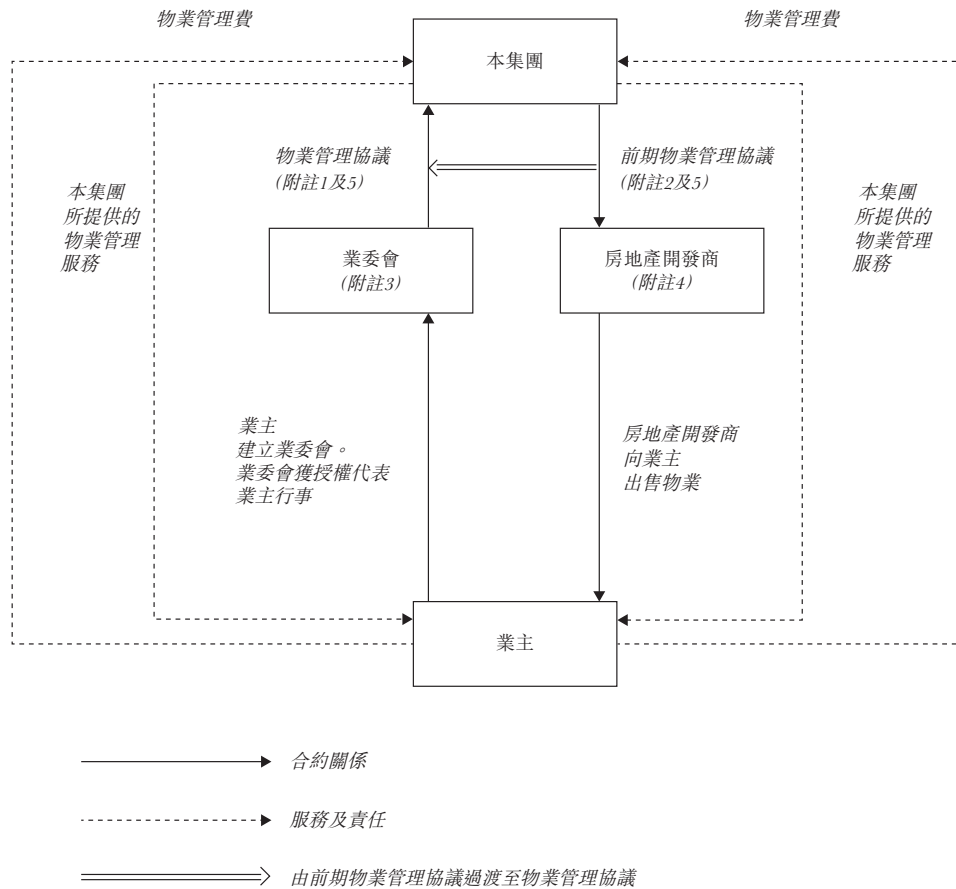 物業管理費
物業管理費
本集團
物業管理協議
(附註1及5)
前期物業管理協議
(附註2及5)
本集團
所提供的
物業管理
服務
本集團
所提供的
物業管理
服務
業委會
(附註3)
房地產開發商
(附註4)
業主
建立業委會。
業委會獲授權代表
業主行事
房地產開發商
向業主
出售物業
業主
合約關係
服務及責任
由前期物業管理協議過渡至物業管理協議